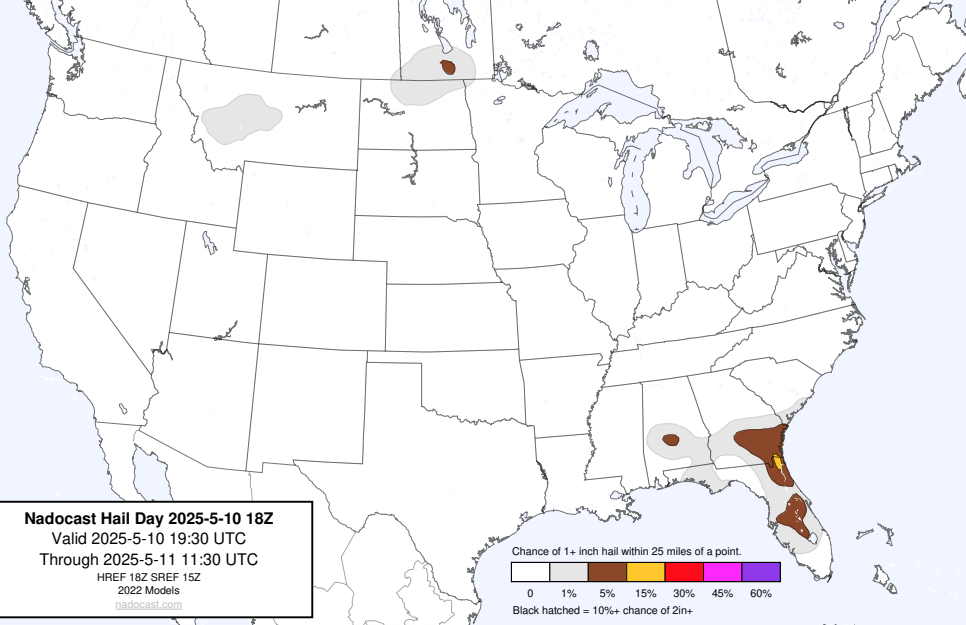 Nadocast Hail Day 2025-5-10 18Z
Valid 2025-5-10 19:30 UTC
Through 2025-5-11 11:30 UTC
HREF 18Z SREF 15Z
2022 Models
nadocast.com
Chance of 1+ inch hail within 25 miles of a point.
0 1% 5% 15% 30% 45% 60%
Black hatched = 10%+ chance of 2in+